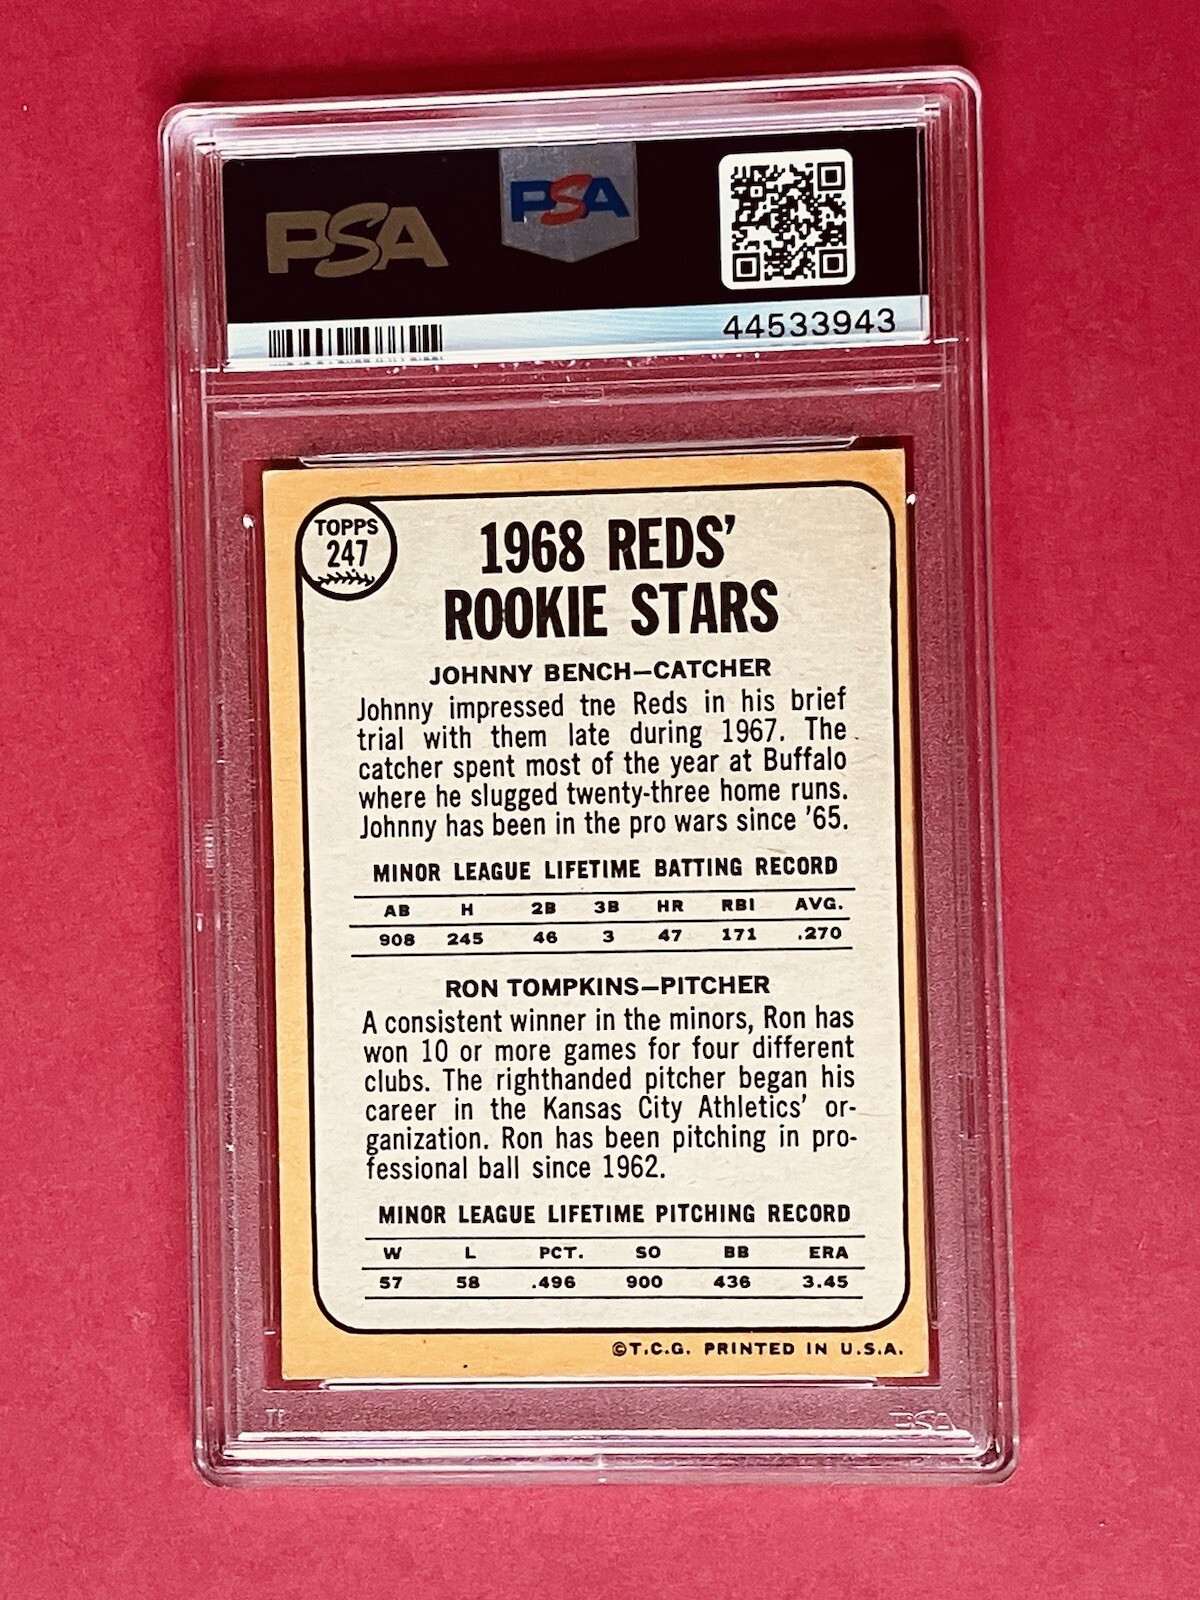 PSA
PSA
44533943
TOPPS
247
1968 REDS'
ROOKIE STARS
JOHNNY BENCH—CATCHER
Johnny impressed tne Reds in his brief
trial with them late during 1967. The
catcher spent most of the year at Buffalo
where he slugged twenty-three home runs.
Johnny has been in the pro wars since '65.
MINOR LEAGUE LIFETIME BATTING RECORD
AB H 2B 3B HR RBI AVG.
908 245 46 3 47 171 .270
RON TOMPKINS—PITCHER
A consistent winner in the minors, Ron has
won 10 or more games for four different
clubs. The righthanded pitcher began his
career in the Kansas City Athletics' or-
ganization. Ron has been pitching in pro-
fessional ball since 1962.
MINOR LEAGUE LIFETIME PITCHING RECORD
W L PCT. SO BB ERA
57 58 .496 900 436 3.45
©T.C.G. PRINTED IN U.S.A.
PSA